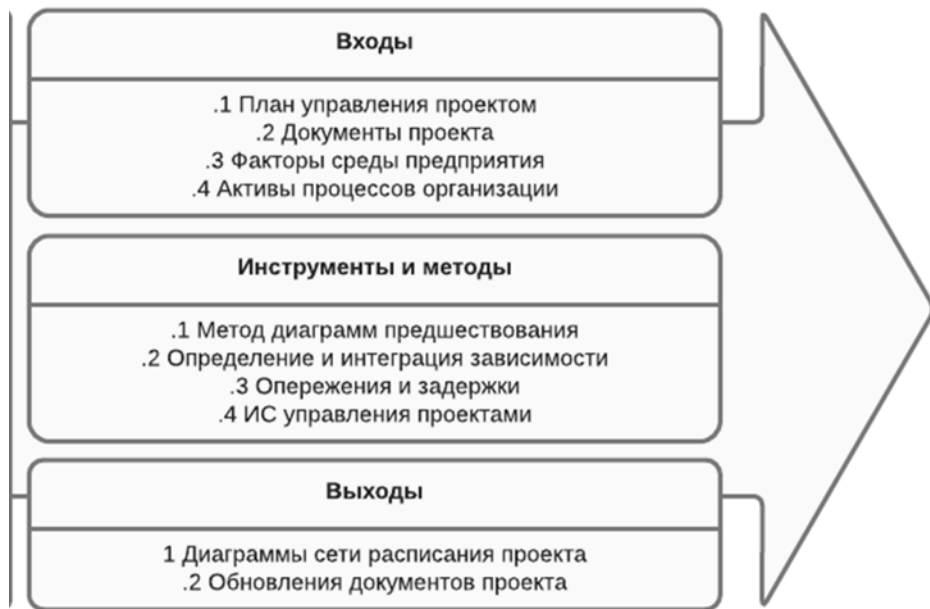 Входы
.1 План управления проектом
.2 Документы проекта
.3 Факторы среды предприятия
.4 Активы процессов организации
Инструменты и методы
.1 Метод диаграмм предшествования
.2 Определение и интеграция зависимости
.3 Опережения и задержки
.4 ИС управления проектами
Выходы
1 Диаграммы сети расписания проекта
.2 Обновления документов проекта